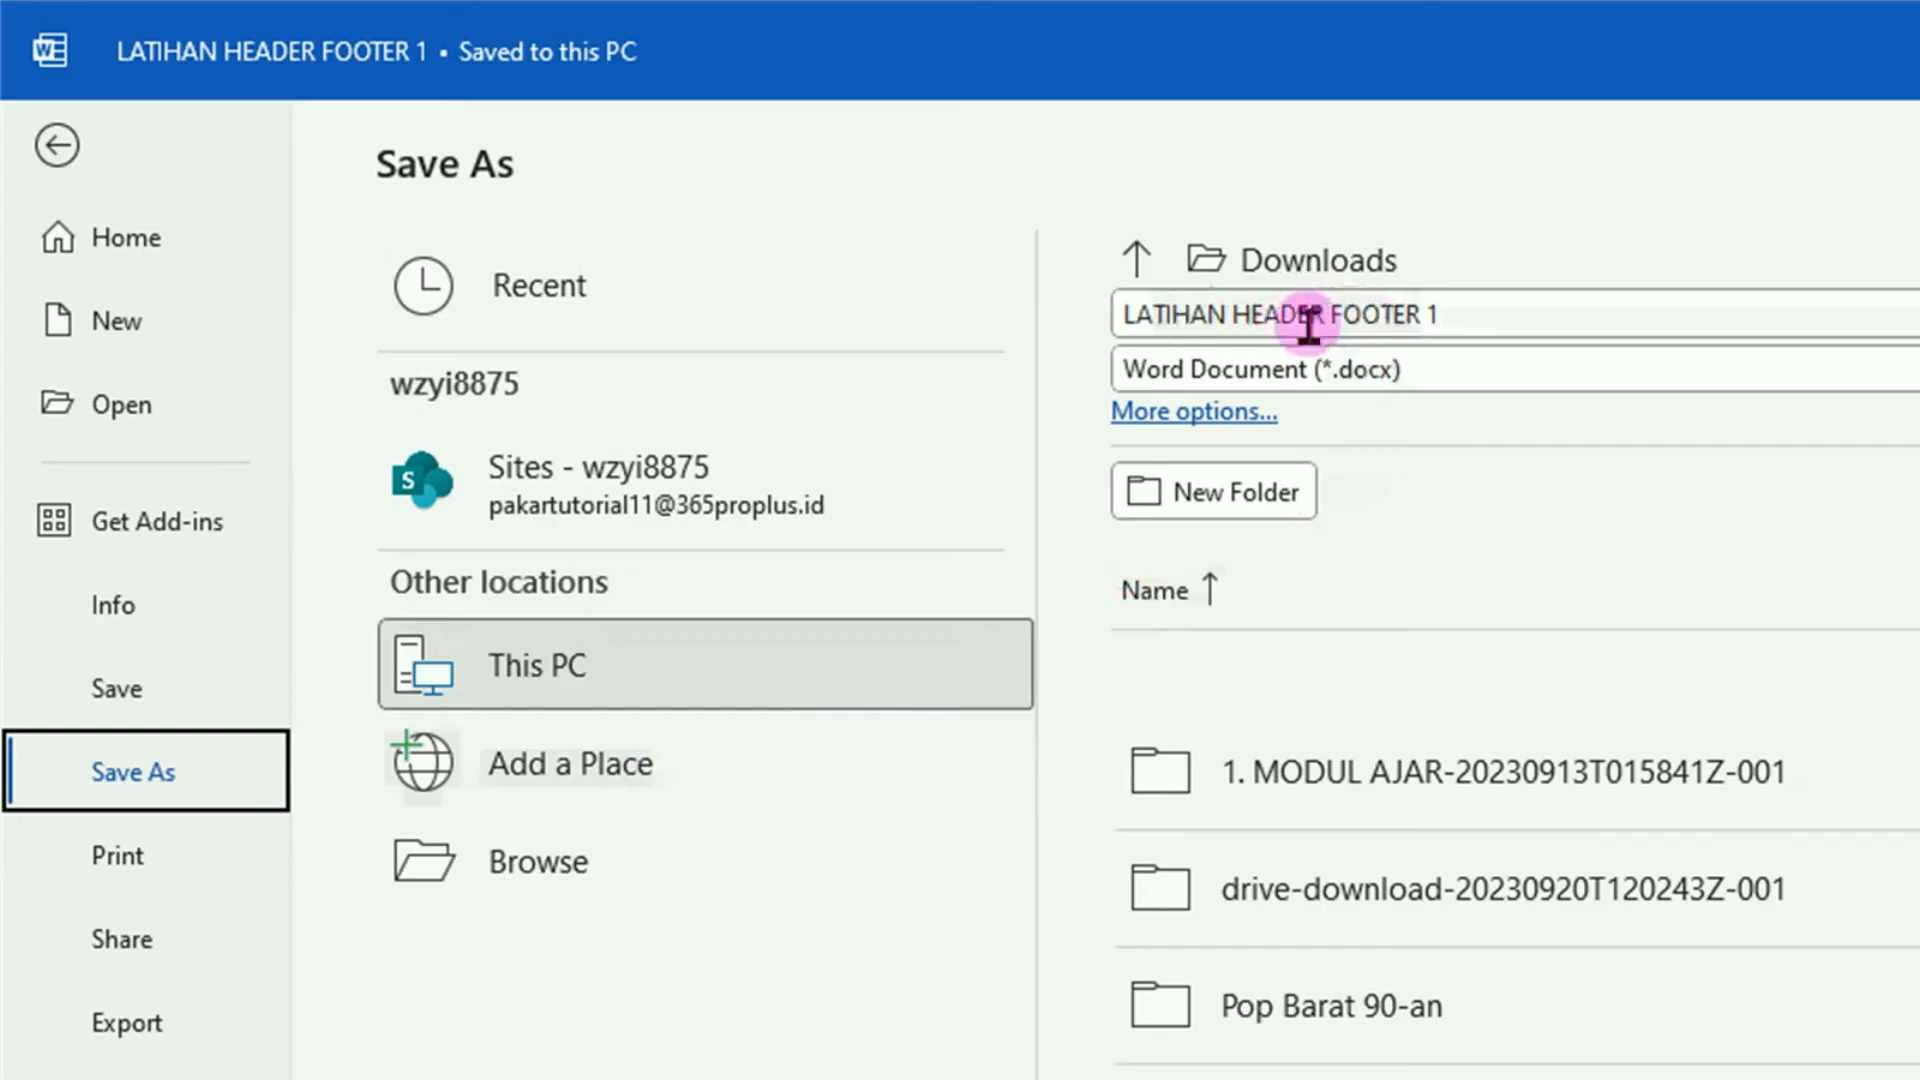 LATIHAN HEADER FOOTER 1 • Saved to this PC
Save As
Home
New
Open
Get Add-ins
Info
Save
Save As
Print
Share
Export
Recent
wzyi8875
Sites - wzyi8875
pakartutorial11@365proplus.id
Other locations
This PC
Add a Place
Browse
Downloads
LATIHAN HEADER FOOTER 1
Word Document (*.docx)
More options...
New Folder
Name ↑
1. MODUL AJAR-20230913T015841Z-001
drive-download-20230920T120243Z-001
Pop Barat 90-an